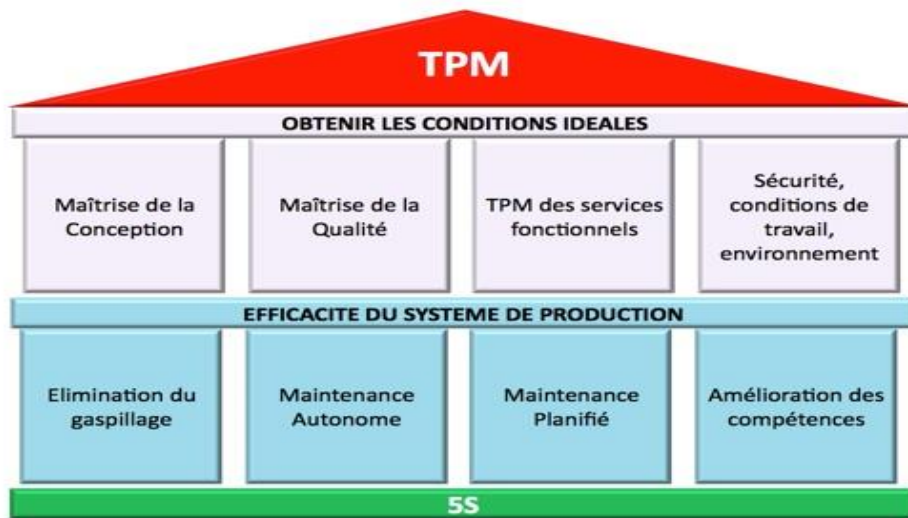 TPM
OBTENIR LES CONDITIONS IDEALES
Maîtrise de la
Conception
Maîtrise de la
Qualité
TPM des services
fonctionnels
Sécurité,
conditions de
travail,
environnement
EFFICACITE DU SYSTEME DE PRODUCTION
Elimination du
gaspillage
Maintenance
Autonome
Maintenance
Planifié
Amélioration des
compétences
5S